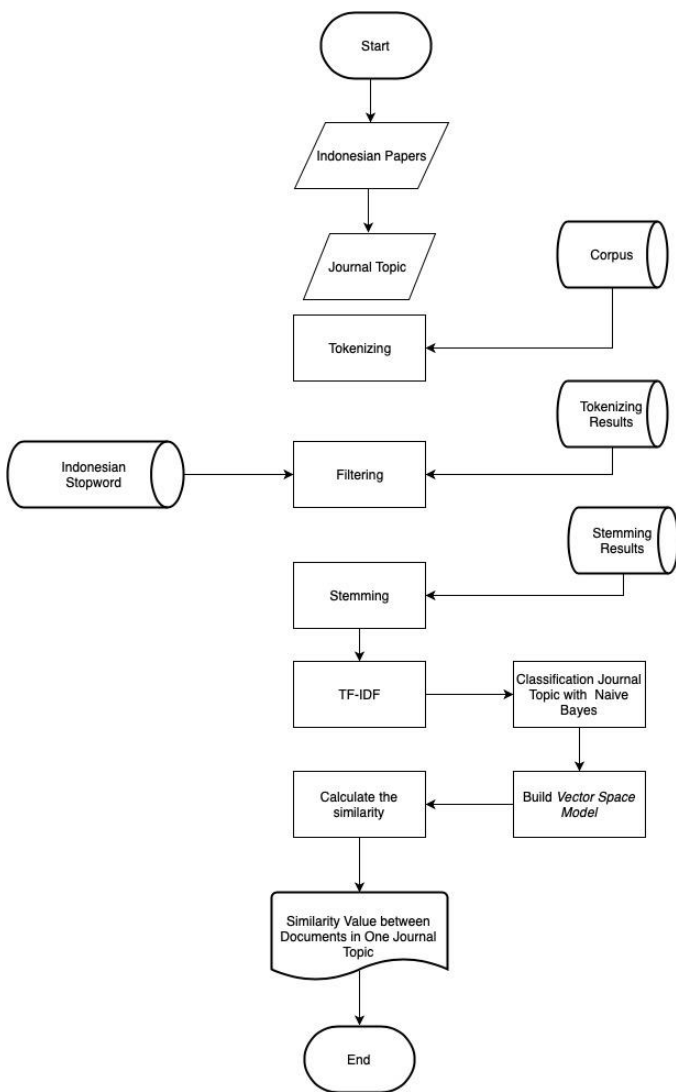 Start
Indonesian Papers
Journal Topic
Corpus
Tokenizing
Tokenizing
Results
Indonesian
Stopword
Filtering
Stemming
Results
Stemming
TF-IDF
Classification Journal
Topic with Naive
Bayes
Calculate the
similarity
Build Vector Space
Model
Similarity Value between
Documents in One Journal
Topic
End